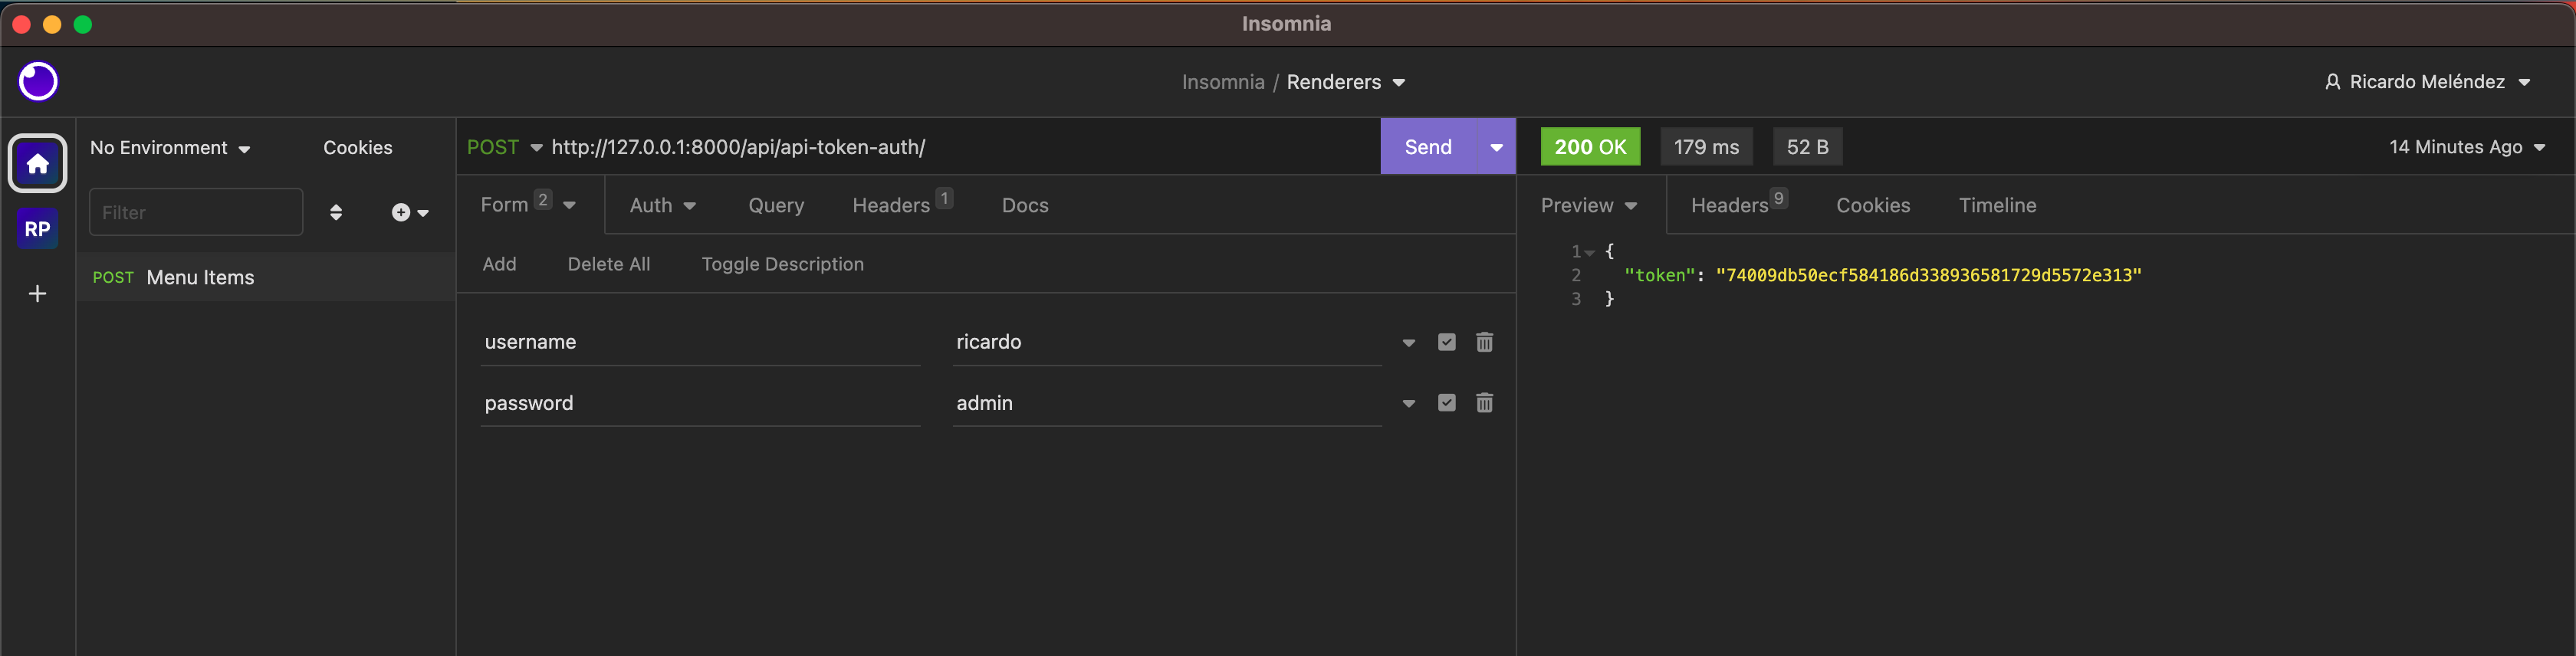 Insomnia
Insomnia / Renderers
Ricardo Meléndez
No Environment
Cookies
POST http://127.0.0.1:8000/api/api-token-auth/
Send
200 OK
179 ms
52 B
14 Minutes Ago
Filter
RP
POST Menu Items
Form 2
Auth
Query
Headers 1
Docs
Add
Delete All
Toggle Description
username
ricardo
password
admin
Preview
Headers 9
Cookies
Timeline
1 {
2 "token": "74009db50ecf584186d338936581729d5572e313"
3 }